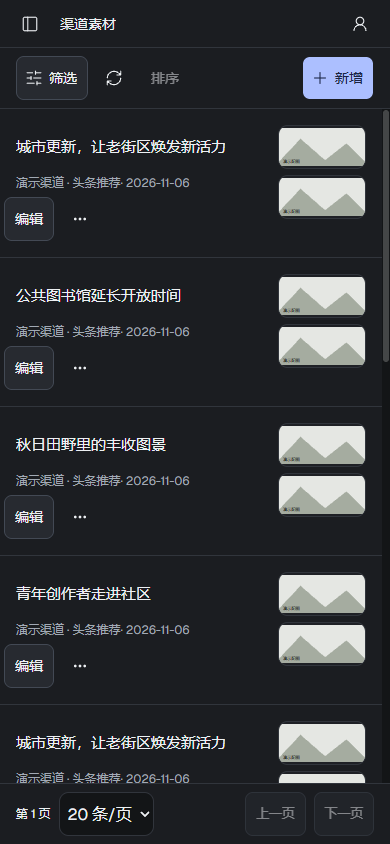 渠道素材
筛选
排序
新增
城市更新，让老街区焕发新活力
演示渠道 · 头条推荐· 2026-11-06
编辑
公共图书馆延长开放时间
演示渠道 · 头条推荐· 2026-11-06
编辑
秋日田野里的丰收图景
演示渠道 · 头条推荐· 2026-11-06
编辑
青年创作者走进社区
演示渠道 · 头条推荐· 2026-11-06
编辑
城市更新，让老街区焕发新活力
演示渠道 · 头条推荐· 2026-11-06
第 1 页
20 条/页
上一页
下一页